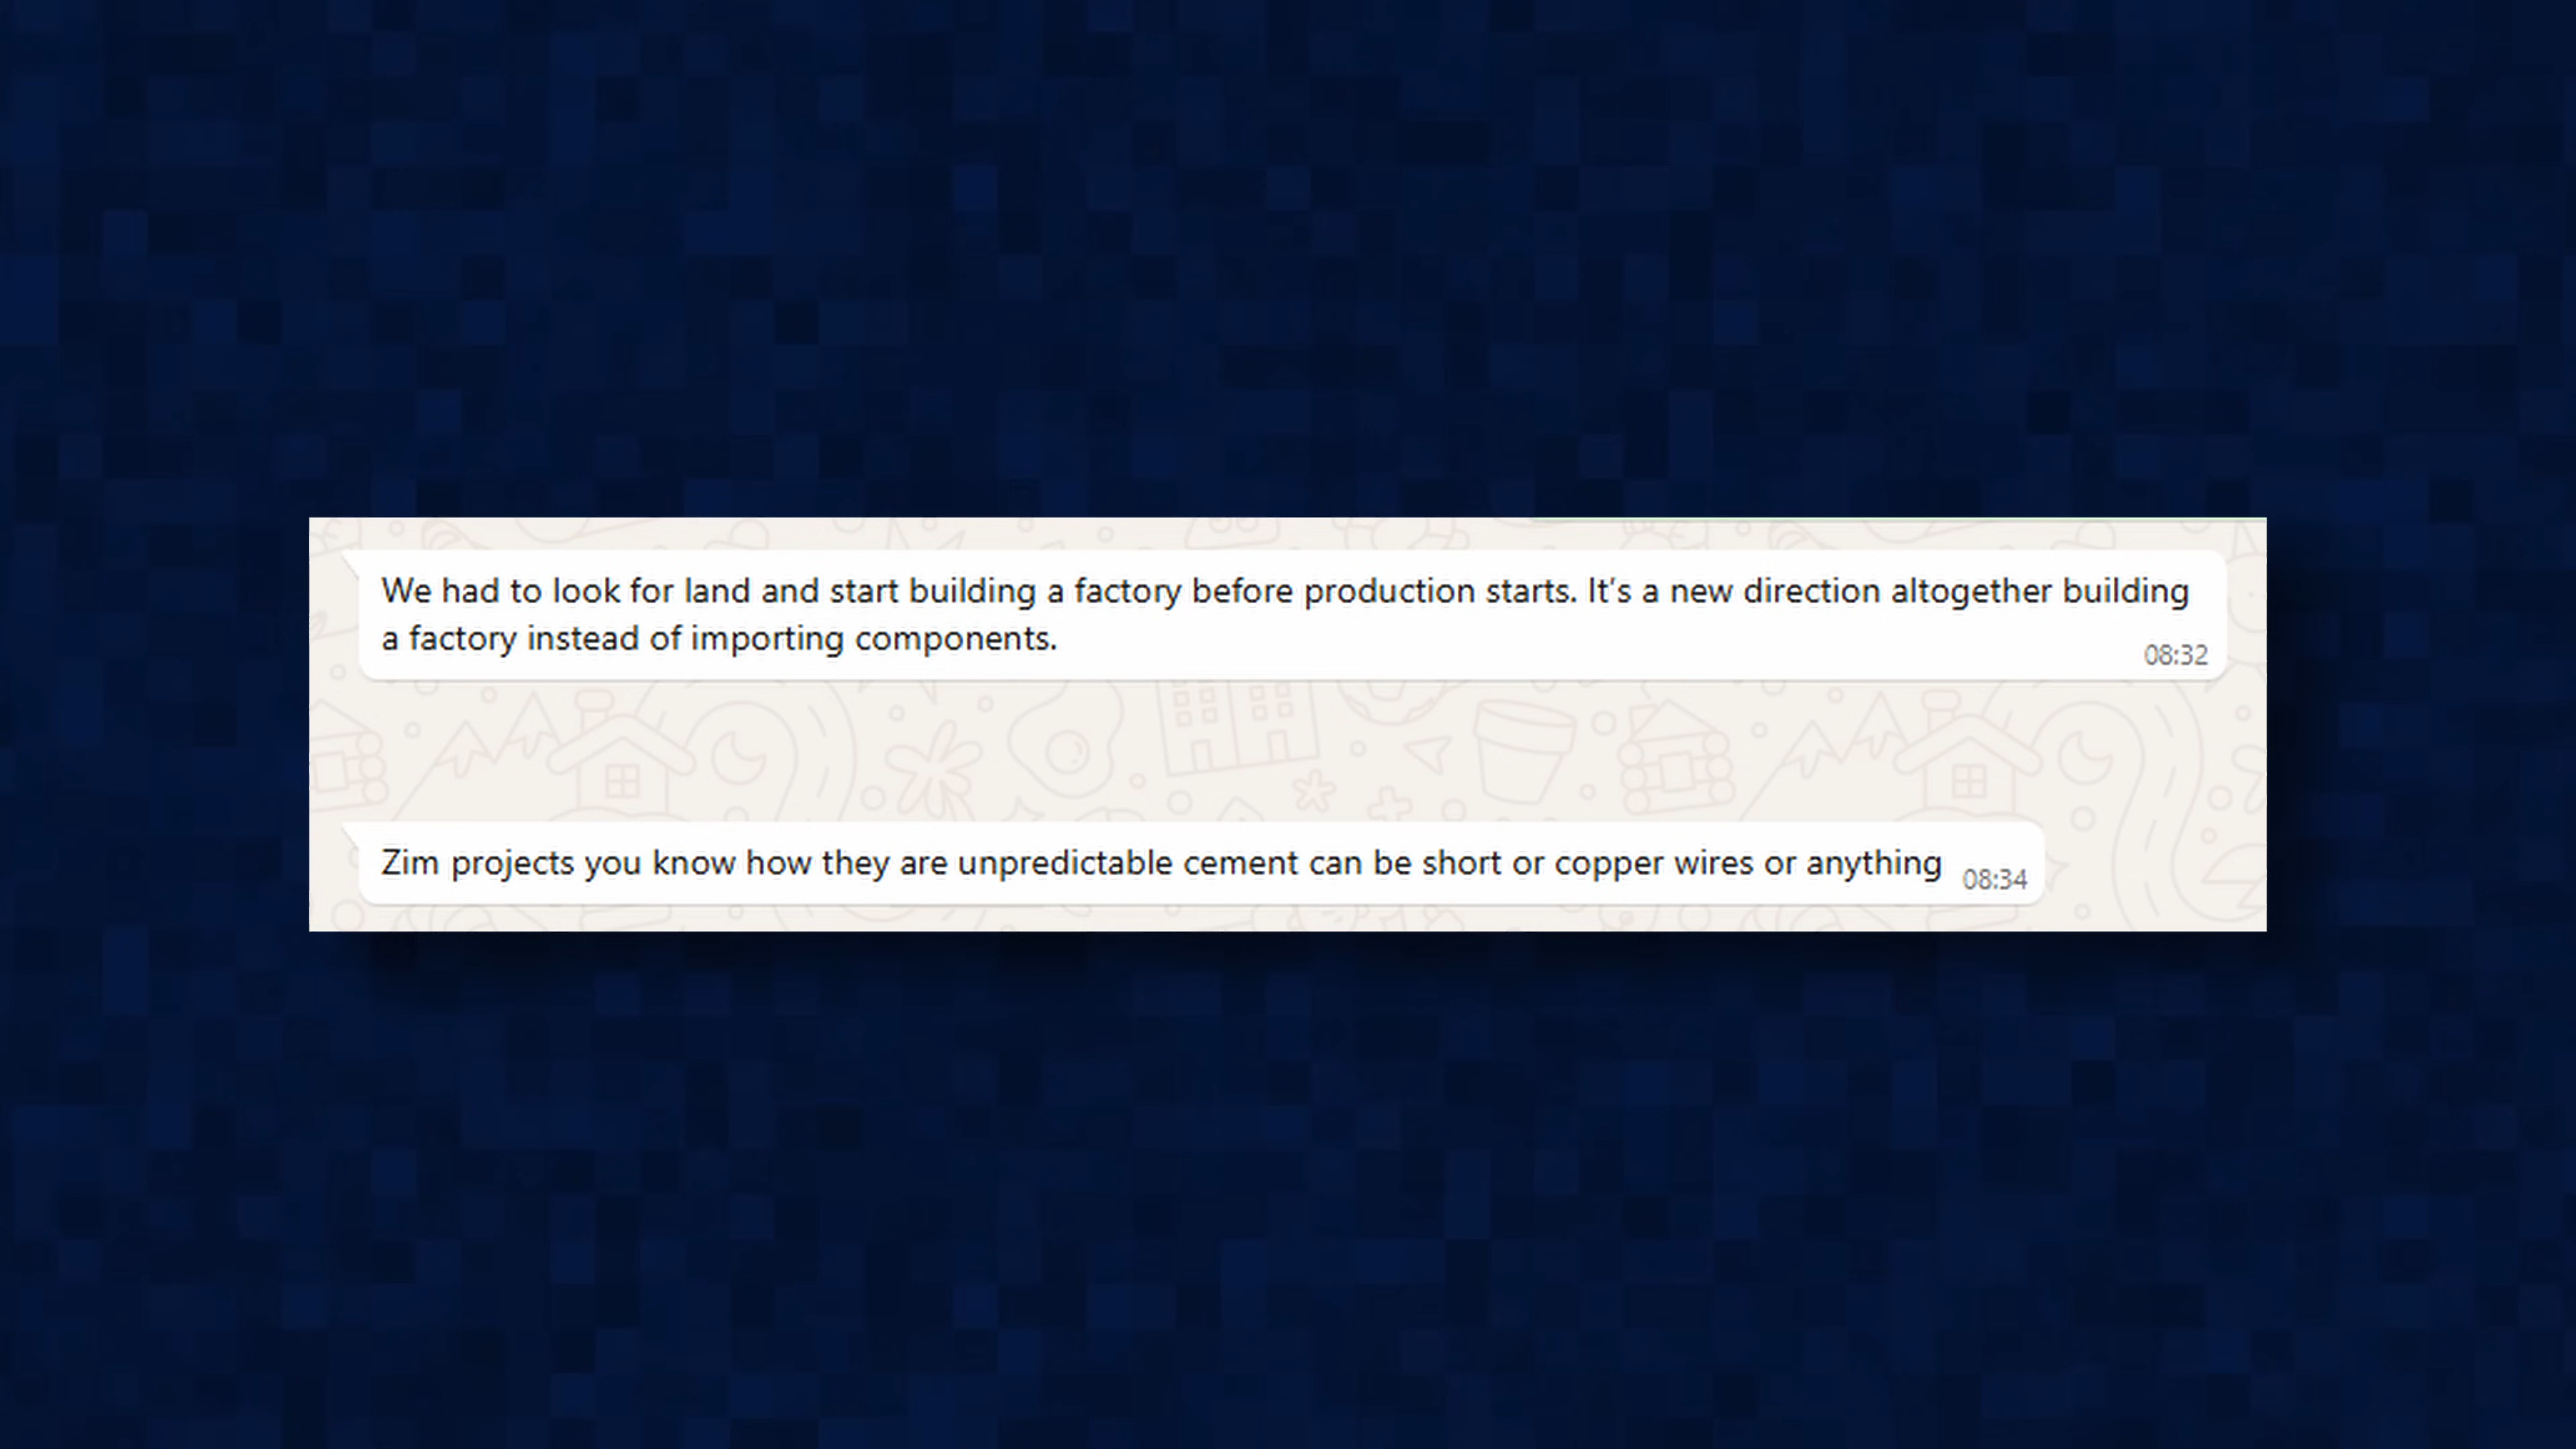 We had to look for land and start building a factory before production starts. It’s a new direction altogether building
a factory instead of importing components.
08:32
Zim projects you know how they are unpredictable cement can be short or copper wires or anything
08:34